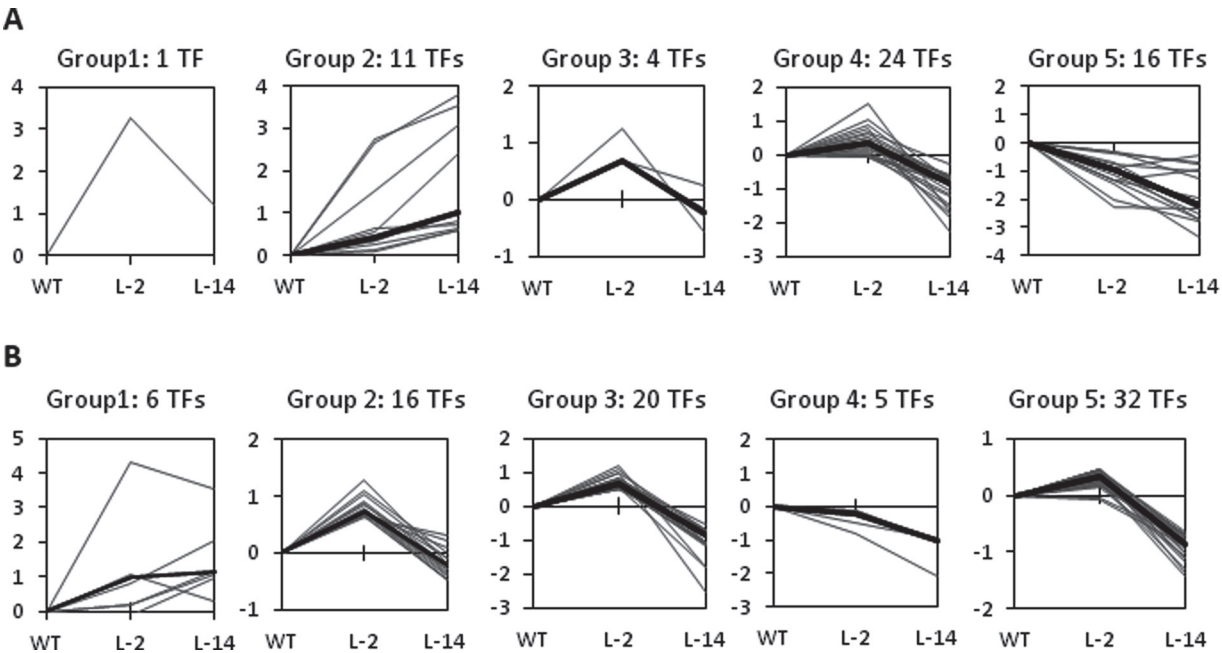 A
Group1: 1 TF
4
3
2
1
0
WT L-2 L-14
Group 2: 11 TFs
4
3
2
1
0
WT L-2 L-14
Group 3: 4 TFs
2
1
0
-1
WT L-2 L-14
Group 4: 24 TFs
2
1
0
-1
-2
-3
WT L-2 L-14
Group 5: 16 TFs
2
1
0
-1
-2
-3
-4
WT L-2 L-14
B
Group1: 6 TFs
5
4
3
2
1
0
WT L-2 L-14
Group 2: 16 TFs
2
1
0
-1
WT L-2 L-14
Group 3: 20 TFs
2
1
0
-1
-2
-3
WT L-2 L-14
Group 4: 5 TFs
2
1
0
-1
-2
-3
WT L-2 L-14
Group 5: 32 TFs
1
0
-1
-2
WT L-2 L-14